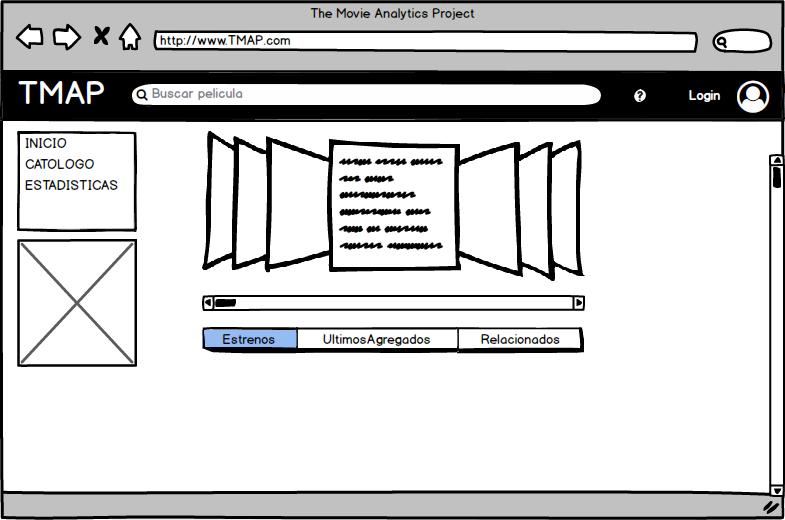 The Movie Analytics Project
http://www.TMAP.com
TMAP
Buscar pelicula
?
Login
INICIO
CATOLOGO
ESTADISTICAS
Estrenos
UltimosAgregados
Relacionados